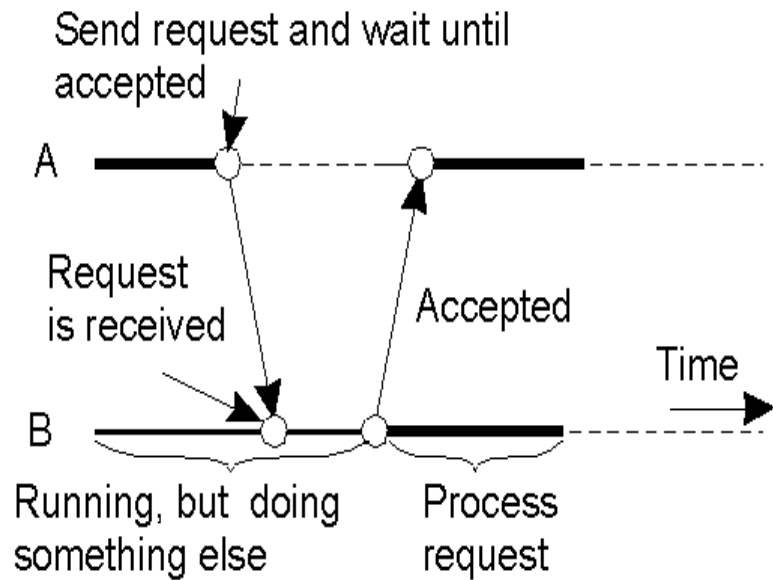 Send request and wait until
accepted
A
Request
is received
Accepted
Time
B
Running, but doing
something else
Process
request